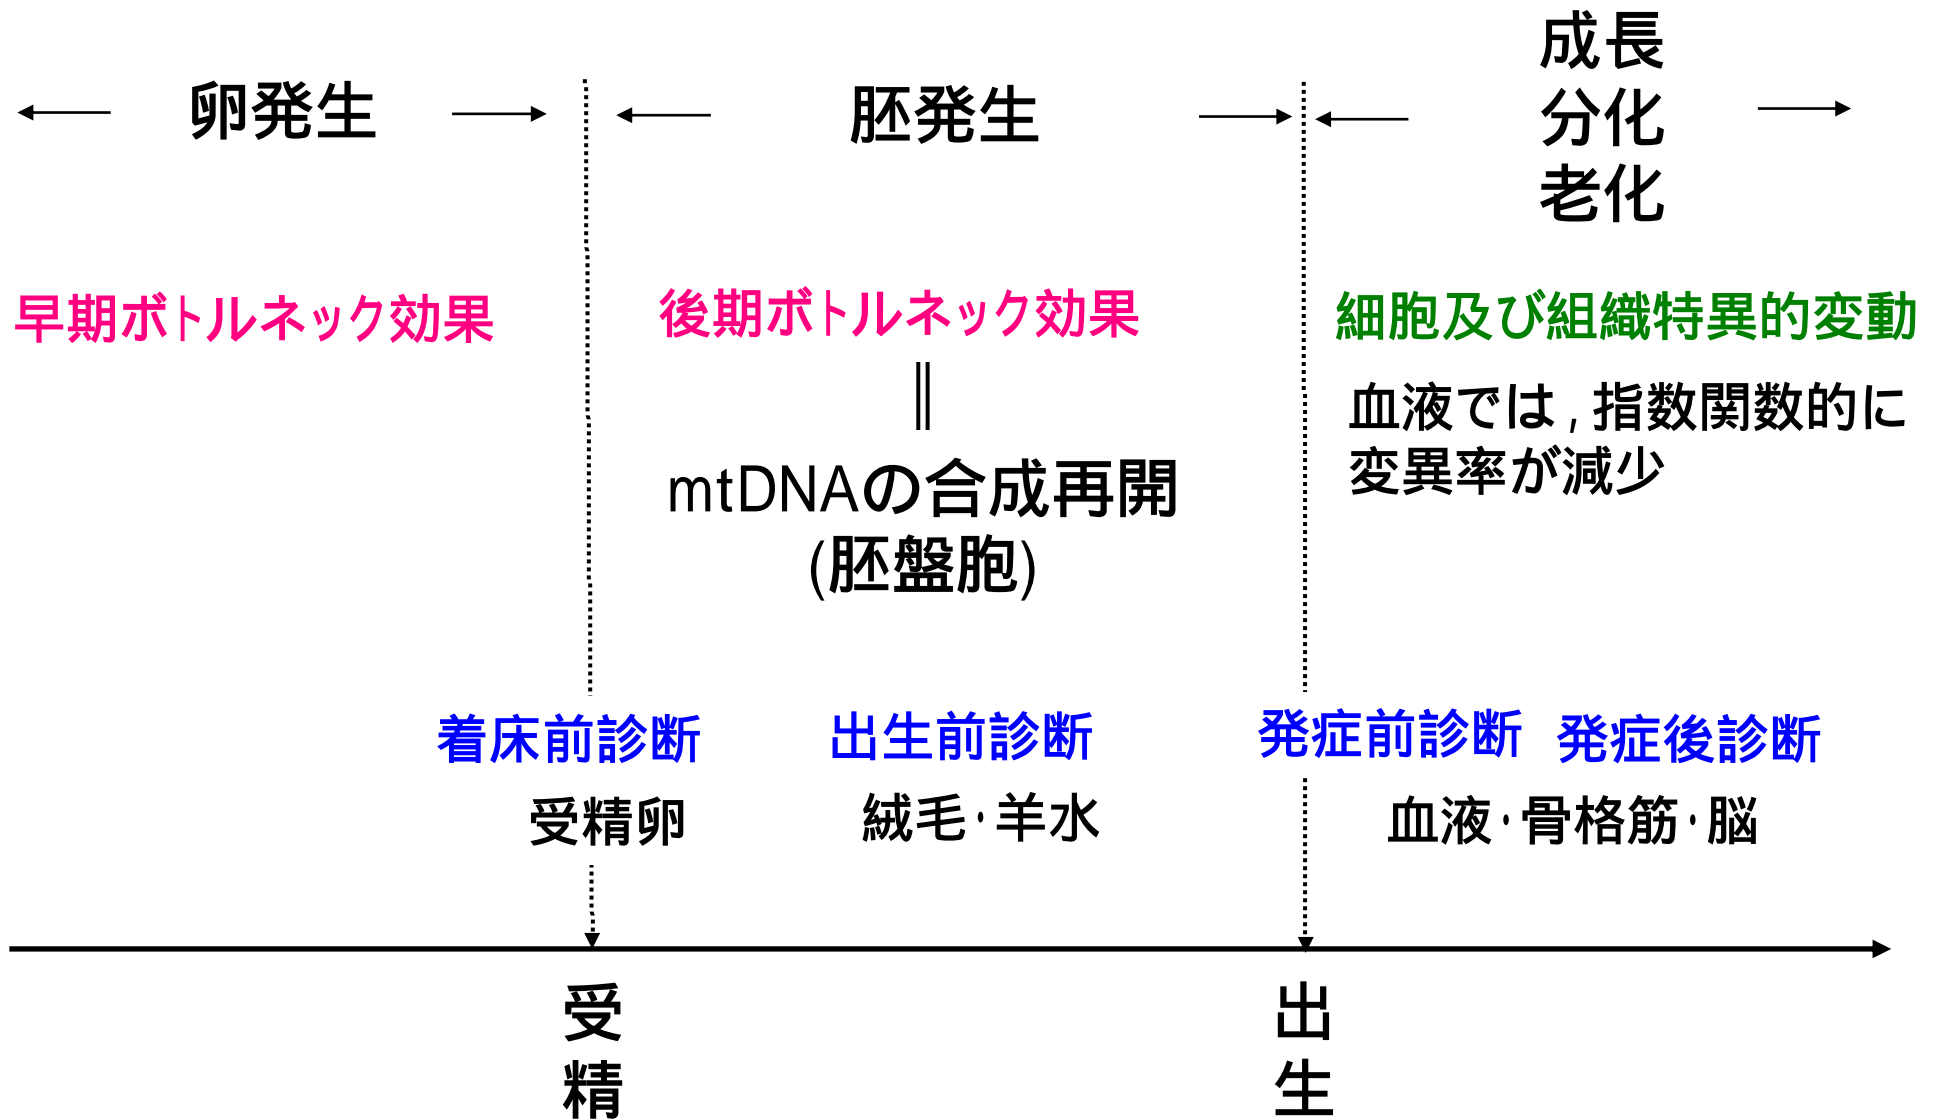 卵発生
胚発生
成長
分化
老化
早期ボトルネック効果
後期ボトルネック効果
細胞及び組織特異的変動
血液では,指数関数的に
変異率が減少
||
mtDNAの合成再開
(胚盤胞)
着床前診断
出生前診断
発症前診断
発症後診断
受精卵
絨毛・羊水
血液・骨格筋・脳
受
精
出
生